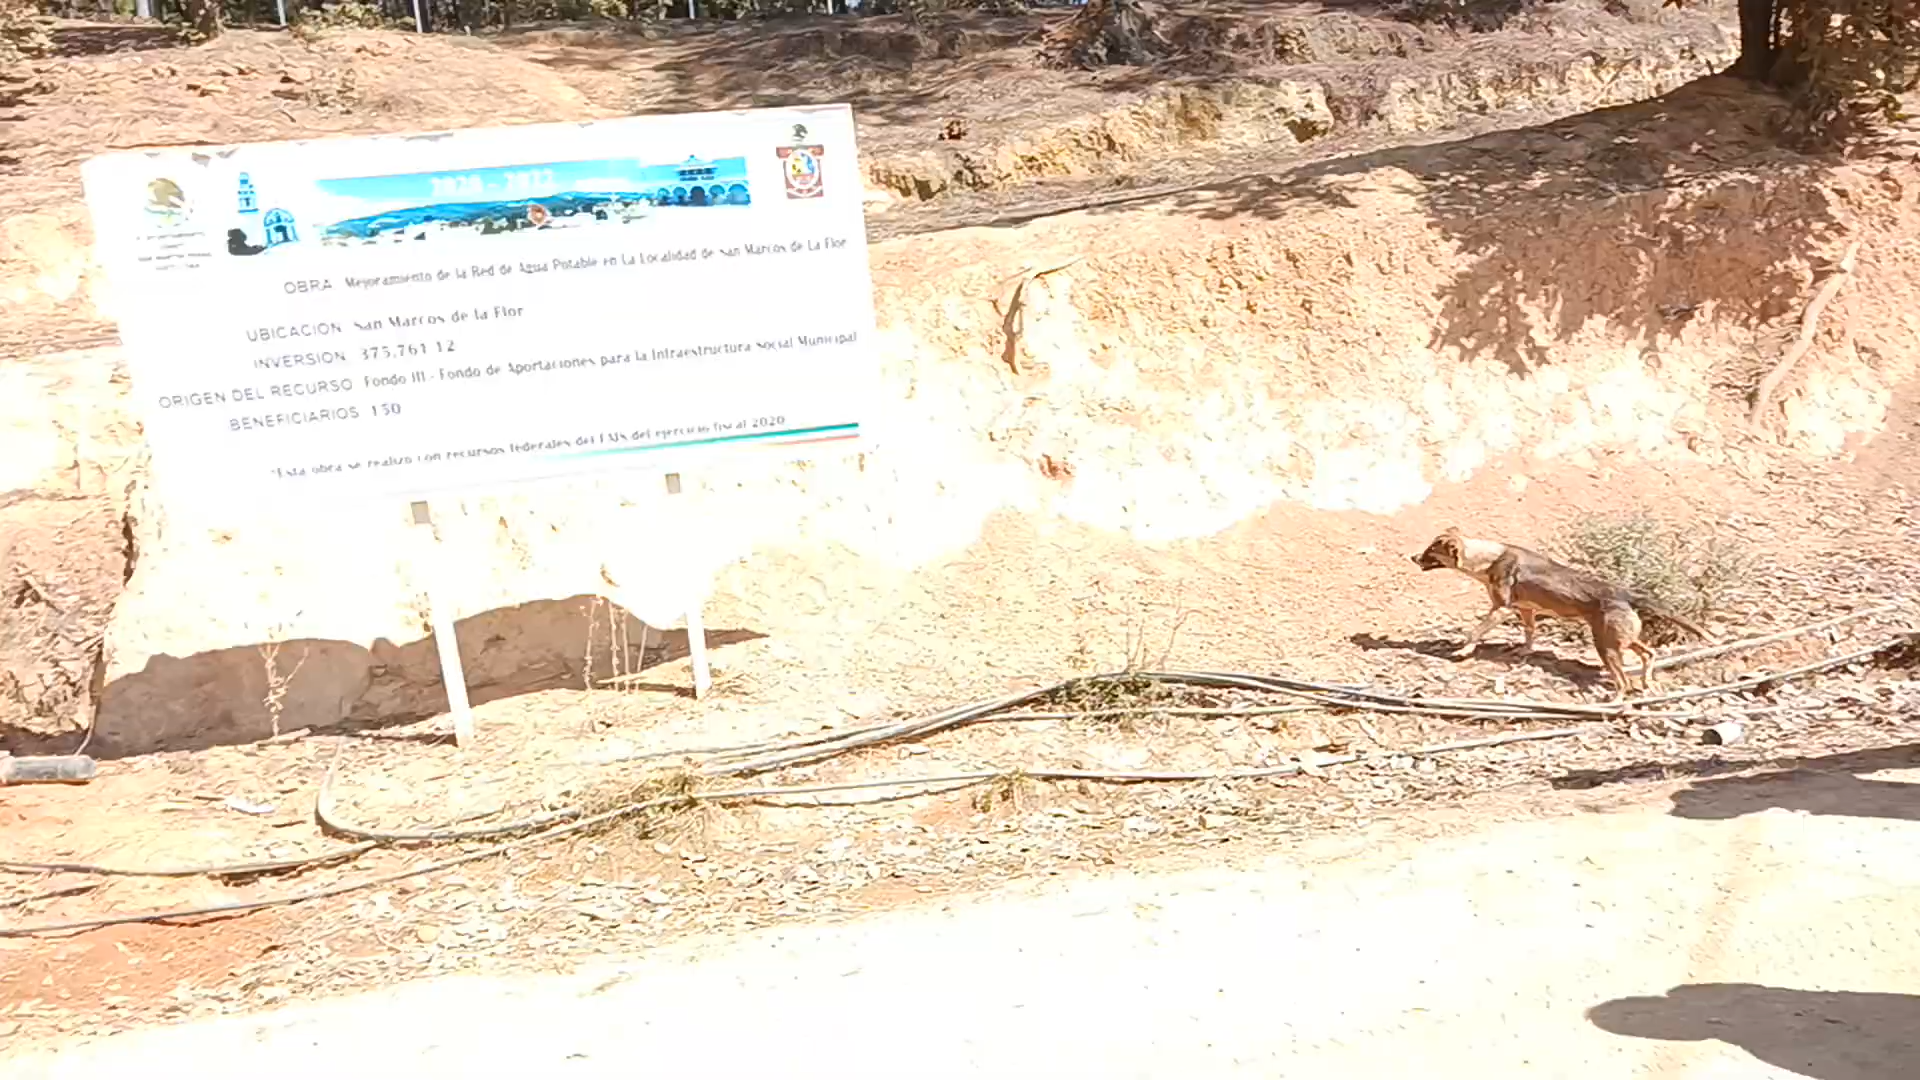 2020 - 2022
OBRA Mejoramiento de la Red de Agua Potable en La Localidad de San Marcos de La Flor
UBICACION San Marcos de la Flor
INVERSION 375,761.12
ORIGEN DEL RECURSO Fondo III.- Fondo de Aportaciones para la Infraestructura Social Municipal
BENEFICIARIOS 150
*Esta obra se realizo con recursos federales del FAIS del ejercicio fiscal 2020